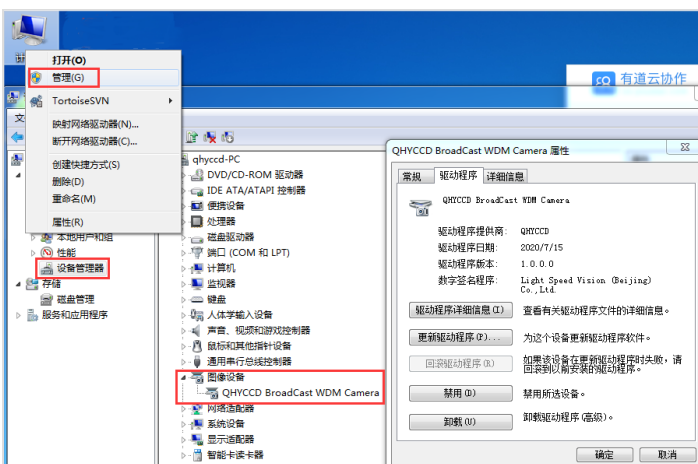 打开(O)
管理(G)
TortoiseSVN
映射网络驱动器(N)...
断开网络驱动器(C)...
创建快捷方式(S)
删除(D)
重命名(M)
属性(R)
有道云协作
文
本地用户和组
性能
设备管理器
存储
磁盘管理
服务和应用程序
qhyccd-PC
DVD/CD-ROM 驱动器
IDE ATA/ATAPI 控制器
便携设备
处理器
磁盘驱动器
端口 (COM 和 LPT)
计算机
监视器
键盘
人体学输入设备
声音、视频和游戏控制器
鼠标和其他指针设备
通用串行总线控制器
图像设备
QHYCCD BroadCast WDM Camera
网络适配器
系统设备
显示适配器
智能卡读卡器
QHYCCD BroadCast WDM Camera 属性
常规 驱动程序 详细信息
QHYCCD BroadCast WDM Camera
驱动程序提供商: QHYCCD
驱动程序日期: 2020/7/15
驱动程序版本: 1.0.0.0
数字签名程序: Light Speed Vision (Beijing)
Co.,Ltd.
驱动程序详细信息(I) 查看有关驱动程序文件的详细信息。
更新驱动程序(P)... 为这个设备更新驱动程序软件。
回滚驱动程序(R) 如果该设备在更新驱动程序时失败，请
回滚到以前安装的驱动程序。
禁用(D) 禁用所选设备。
卸载(U) 卸载驱动程序(高级)。
确定 取消